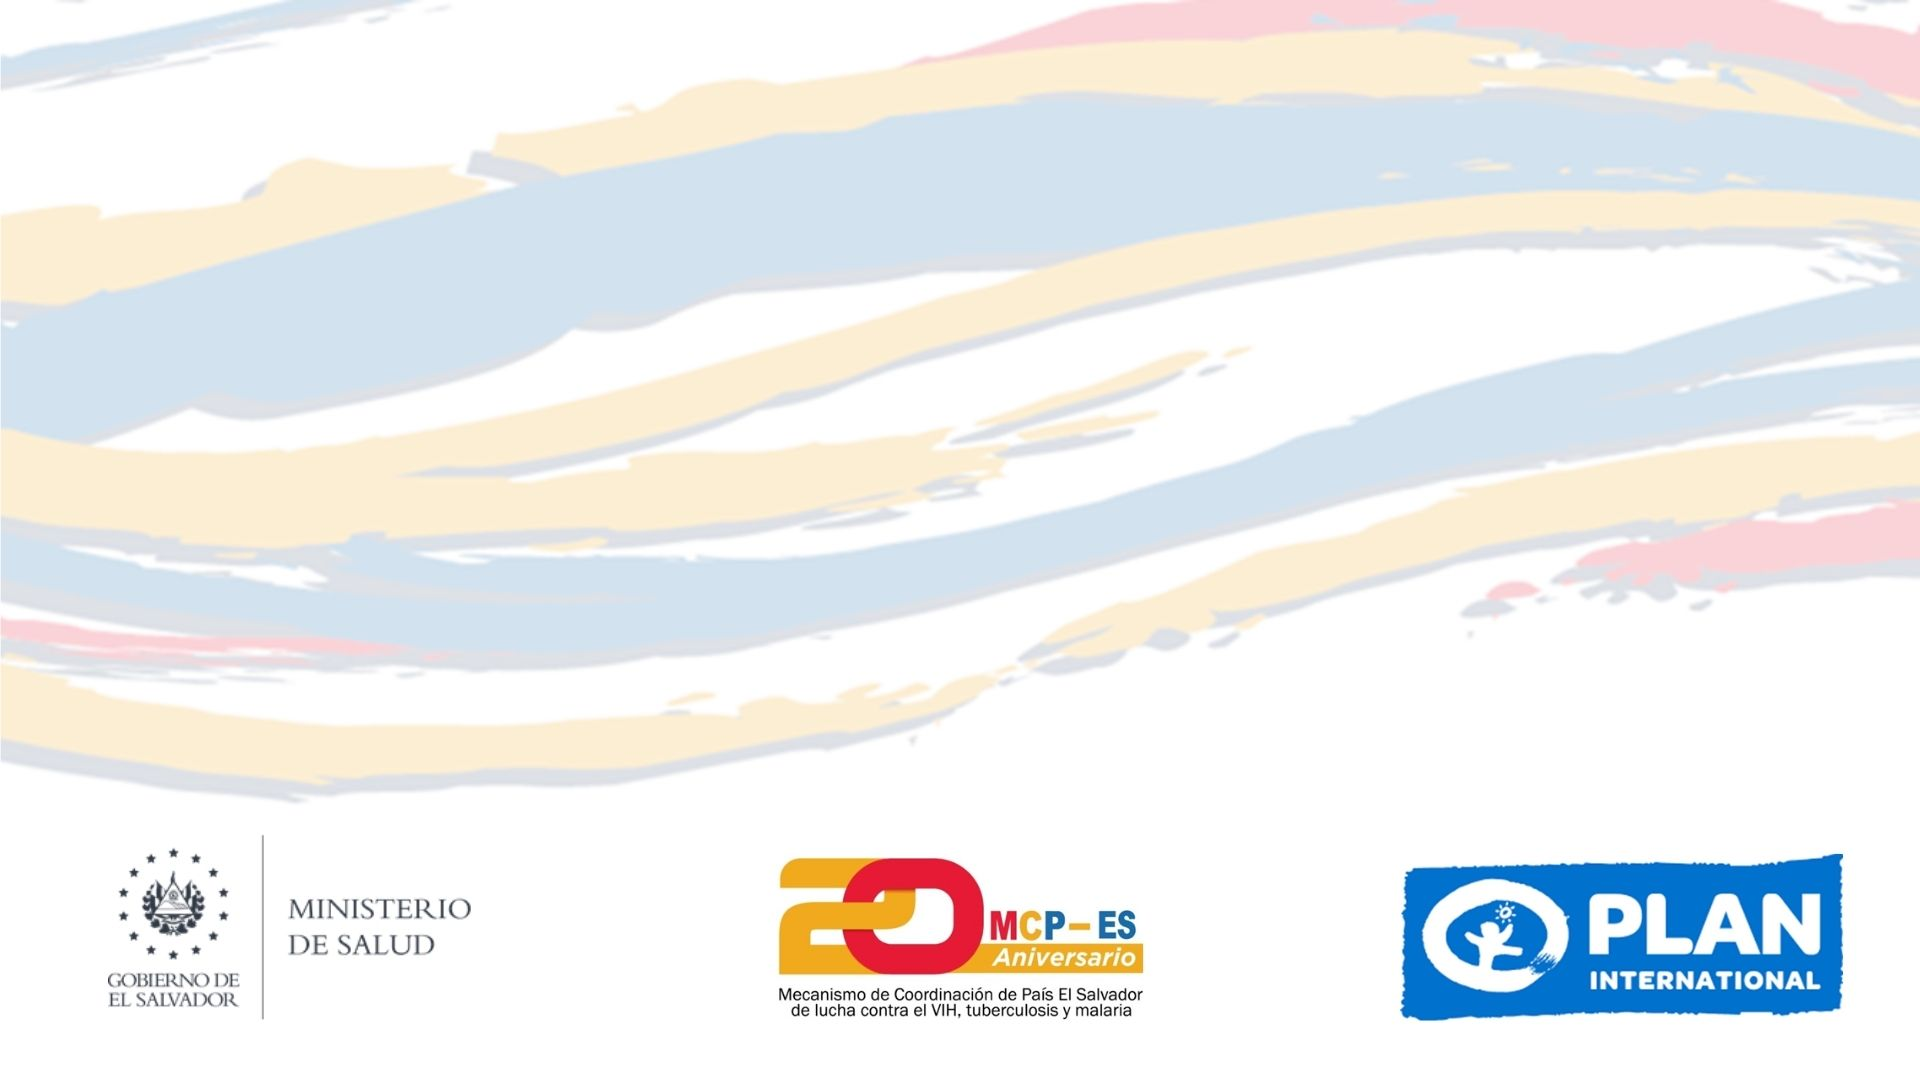 GOBIERNO DE
EL SALVADOR
MINISTERIO
DE SALUD
20
MCP-ES
Aniversario
Mecanismo de Coordinación de País El Salvador
de lucha contra el VIH, tuberculosis y malaria
PLAN
INTERNATIONAL